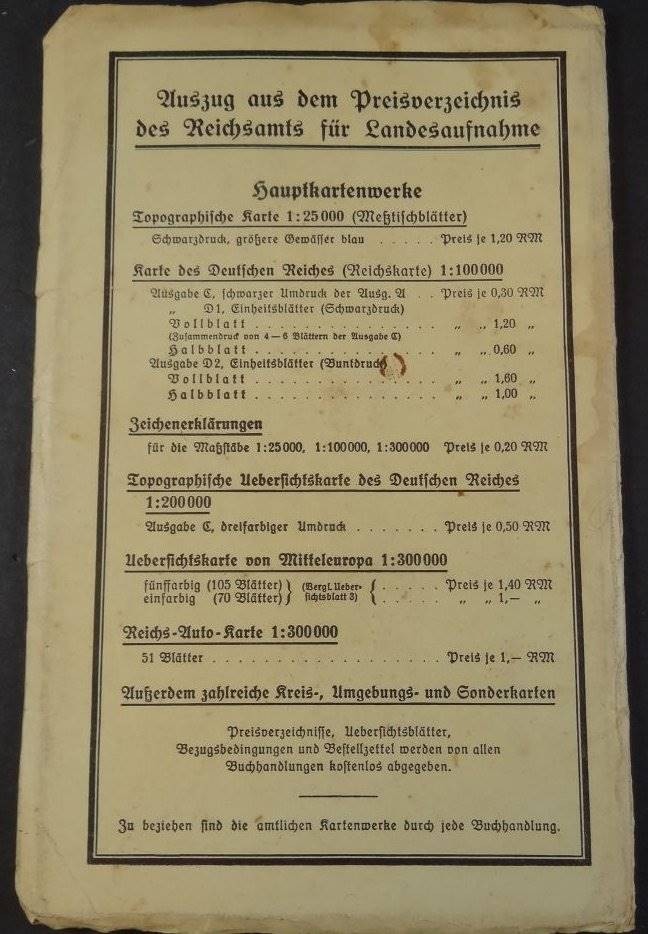 Auszug aus dem Preisverzeichnis
des Reichsamts für Landesaufnahme
Hauptkartenwerke
Topographische Karte 1:25000 (Meßtischblätter)
Schwarzdruck, größere Gewässer blau . . . . . Preis je 1,20 RM
Karte des Deutschen Reiches (Reichskarte) 1:100000
Ausgabe C, schwarzer Umdruck der Ausg. A . . Preis je 0,30 RM
„ D1, Einheitsblätter (Schwarzdruck)
Vollblatt . . . . . . . . . . . . . . . „ „ 1,20 „
(Zusammendruck von 4—6 Blättern der Ausgabe C)
Halbblatt . . . . . . . . . . . . . . . „ „ 0,60 „
Ausgabe D2, Einheitsblätter (Buntdruck)
Vollblatt . . . . . . . . . . . . . . . „ „ 1,60 „
Halbblatt . . . . . . . . . . . . . . . „ „ 1,00 „
Zeichenerklärungen
für die Maßstäbe 1:25000, 1:100000, 1:300000 Preis je 0,20 RM
Topographische Uebersichtskarte des Deutschen Reiches
1:200000
Ausgabe C, dreifarbiger Umdruck . . . . . . . Preis je 0,50 RM
Uebersichtskarte von Mitteleuropa 1:300000
fünffarbig (105 Blätter) } (Vergl. Ueber- { . . . . . Preis je 1,40 RM
einfarbig (70 Blätter) } sichtsblatt 3) { . . . . . „ „ 1,— „
Reichs-Auto-Karte 1:300000
51 Blätter . . . . . . . . . . . . . . . . . . . Preis je 1,— RM
Außerdem zahlreiche Kreis-, Umgebungs- und Sonderkarten
Preisverzeichnisse, Uebersichtsblätter,
Bezugsbedingungen und Bestellzettel werden von allen
Buchhandlungen kostenlos abgegeben.
Zu beziehen sind die amtlichen Kartenwerke durch jede Buchhandlung.